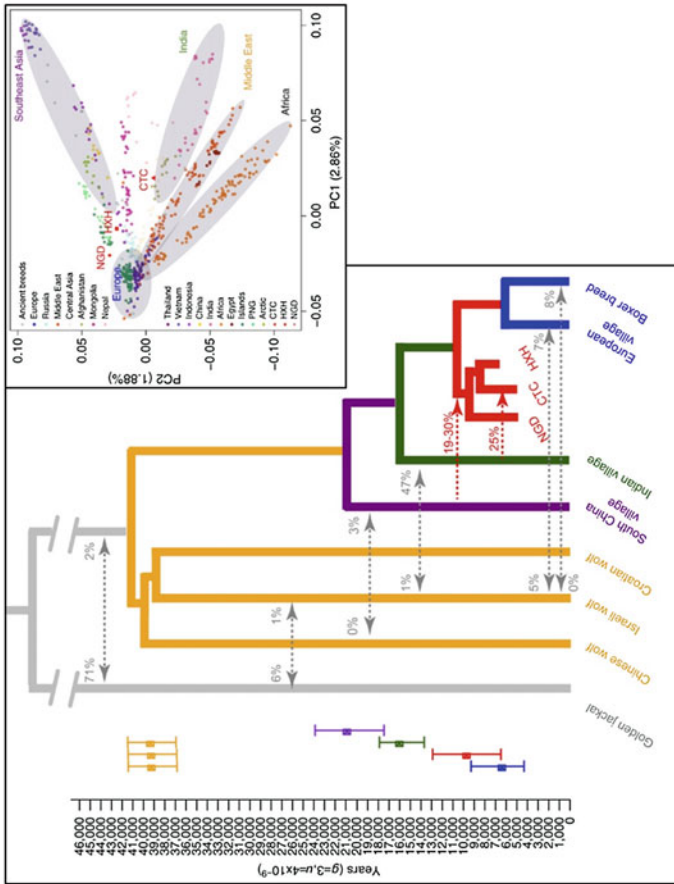 Years (g=3,u=4x10⁻⁹)
46,000
45,000
44,000
43,000
42,000
41,000
40,000
39,000
38,000
37,000
36,000
35,000
34,000
33,000
32,000
31,000
30,000
29,000
28,000
27,000
26,000
25,000
24,000
23,000
22,000
21,000
20,000
19,000
18,000
17,000
16,000
15,000
14,000
13,000
12,000
11,000
10,000
9,000
8,000
7,000
6,000
5,000
4,000
3,000
2,000
1,000
0
71%
2%
6%
1%
0%
3%
1%
47%
19-30%
25%
5%
7%
0%
8%
NGD
CTC
HXH
Golden jackal
Chinese wolf
Israeli wolf
Croatian wolf
South China
village
Indian village
European
village
Boxer breed
PC2 (1.88%)
0.10
0.05
0.00
−0.05
−0.10
PC1 (2.86%)
−0.05
0.00
0.05
0.10
Southeast Asia
India
Middle East
Africa
Europe
NGD
HXH
CTC
Ancient breeds
Europe
Russia
Middle East
Central Asia
Afghanistan
Mongolia
Nepal
Thailand
Vietnam
Indonesia
China
India
Africa
Egypt
Islands
PNG
Arctic
CTC
HXH
NGD